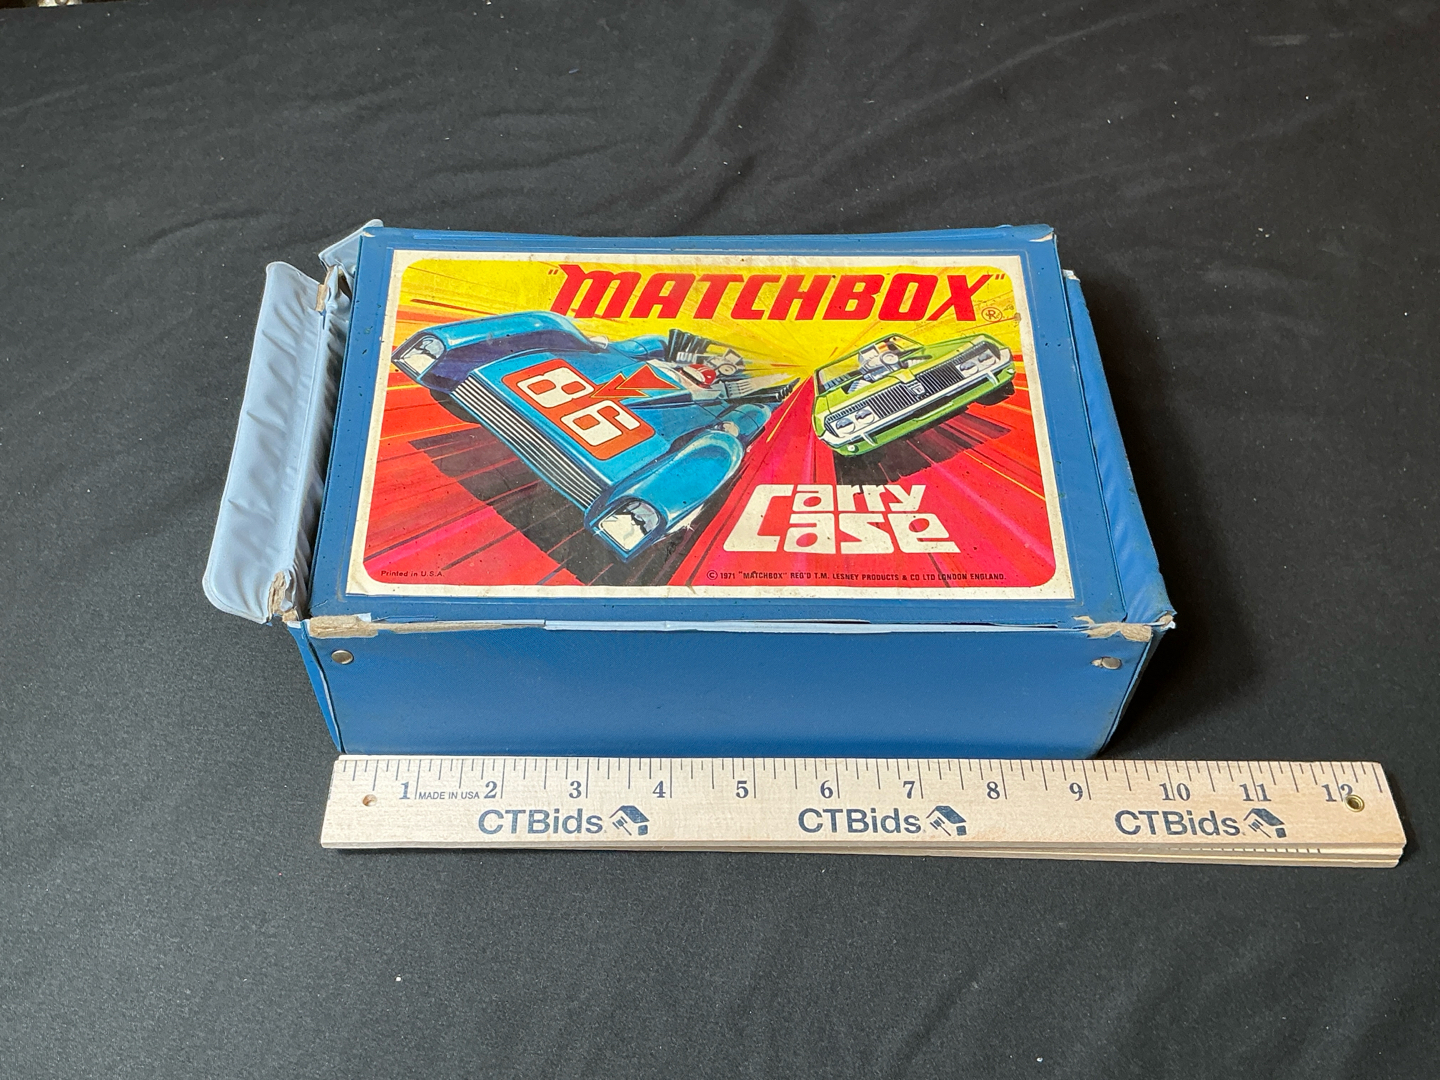 "MATCHBOX"®
86
Carry
Case
Printed in U.S.A.
© 1971 "MATCHBOX" REG'D T.M. LESNEY PRODUCTS & CO LTD LONDON ENGLAND.
1 MADE IN USA 2 3 4 5 6 7 8 9 10 11 12
CTBids CTBids CTBids